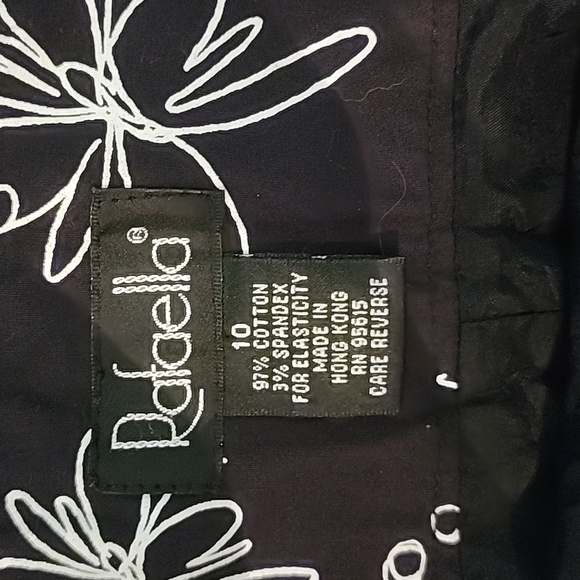 Rafaella®
10
97% COTTON
3% SPANDEX
FOR ELASTICITY
MADE IN
HONG KONG
RN 95615
CARE REVERSE